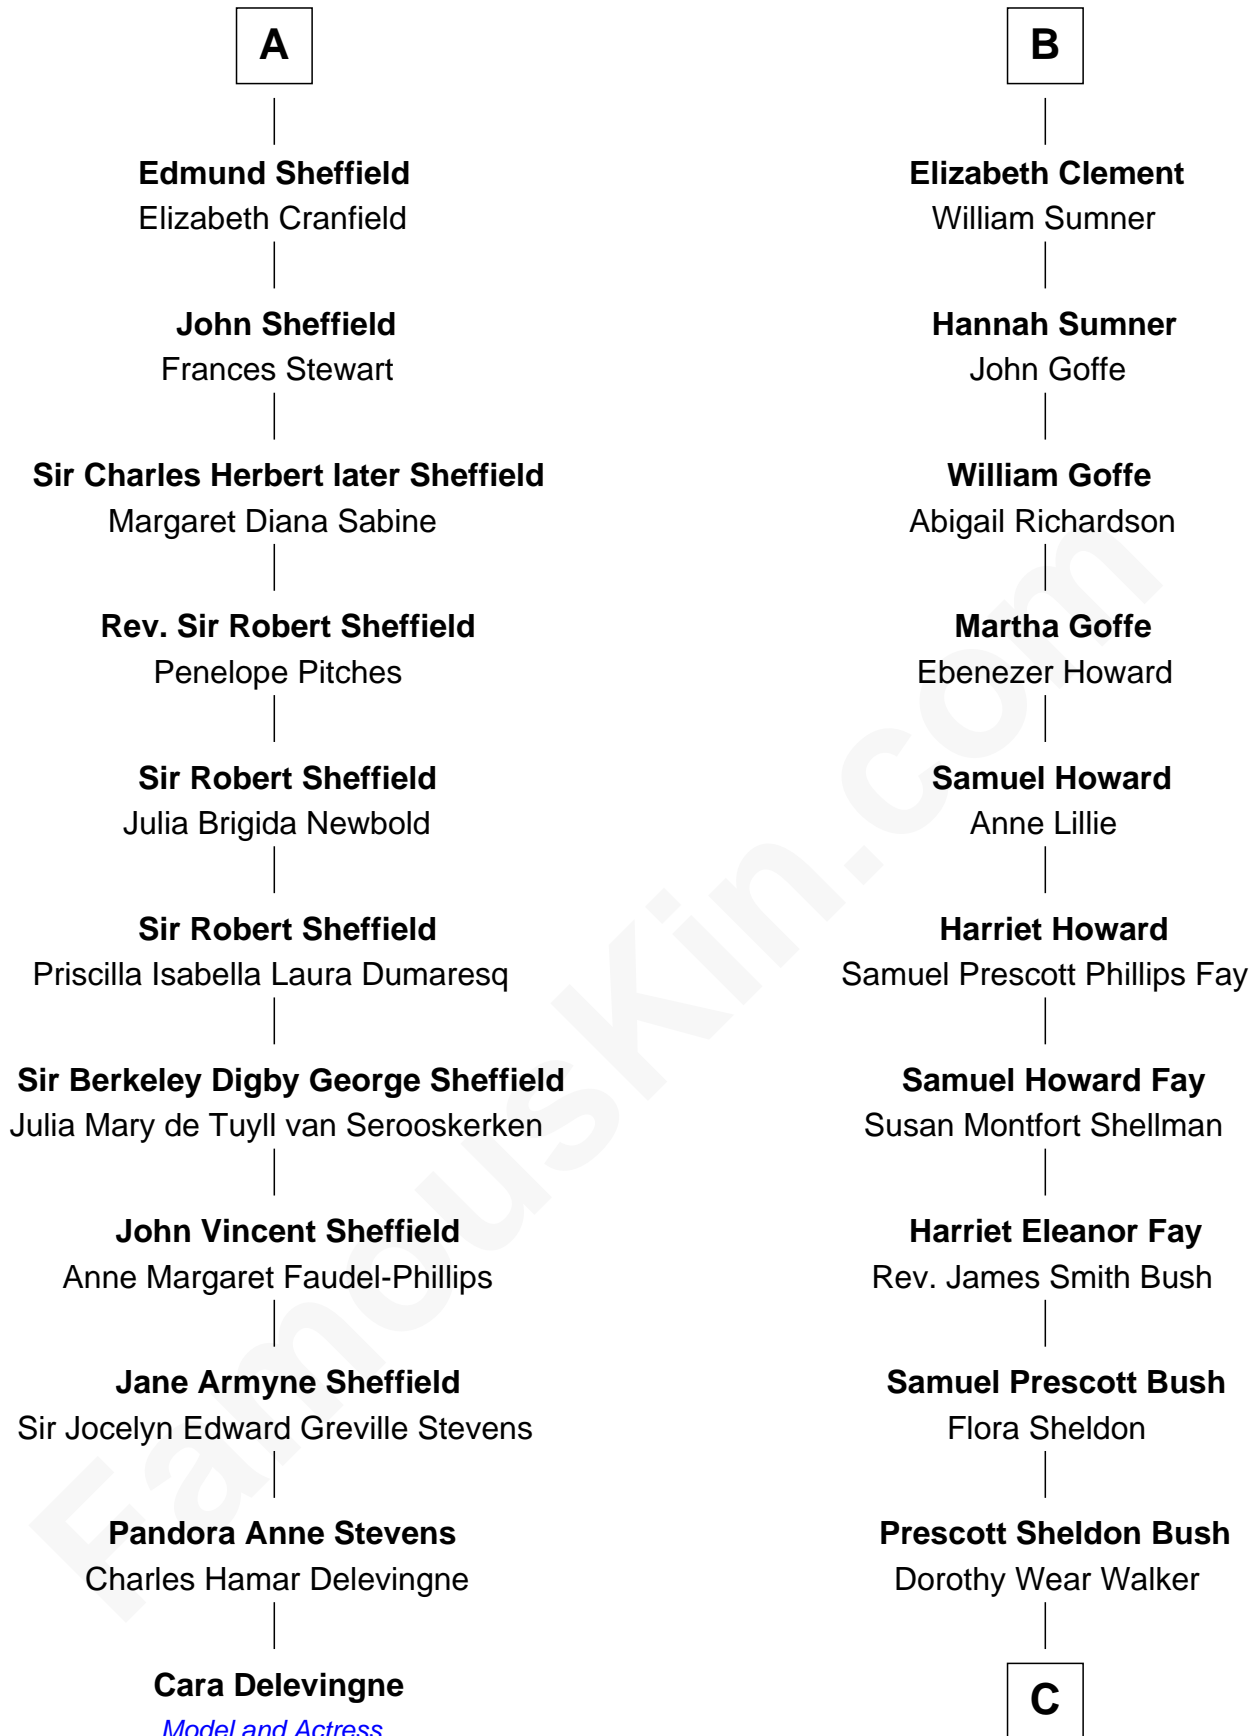 A
Edmund Sheffield
Elizabeth Cranfield
John Sheffield
Frances Stewart
Sir Charles Herbert later Sheffield
Margaret Diana Sabine
Rev. Sir Robert Sheffield
Penelope Pitches
Sir Robert Sheffield
Julia Brigida Newbold
Sir Robert Sheffield
Priscilla Isabella Laura Dumaresq
Sir Berkeley Digby George Sheffield
Julia Mary de Tuyll van Serooskerken
John Vincent Sheffield
Anne Margaret Faudel-Phillips
Jane Armyne Sheffield
Sir Jocelyn Edward Greville Stevens
Pandora Anne Stevens
Charles Hamar Delevingne
Cara Delevingne
Model and Actress
B
Elizabeth Clement
William Sumner
Hannah Sumner
John Goffe
William Goffe
Abigail Richardson
Martha Goffe
Ebenezer Howard
Samuel Howard
Anne Lillie
Harriet Howard
Samuel Prescott Phillips Fay
Samuel Howard Fay
Susan Montfort Shellman
Harriet Eleanor Fay
Rev. James Smith Bush
Samuel Prescott Bush
Flora Sheldon
Prescott Sheldon Bush
Dorothy Wear Walker
C
FamousKin.com